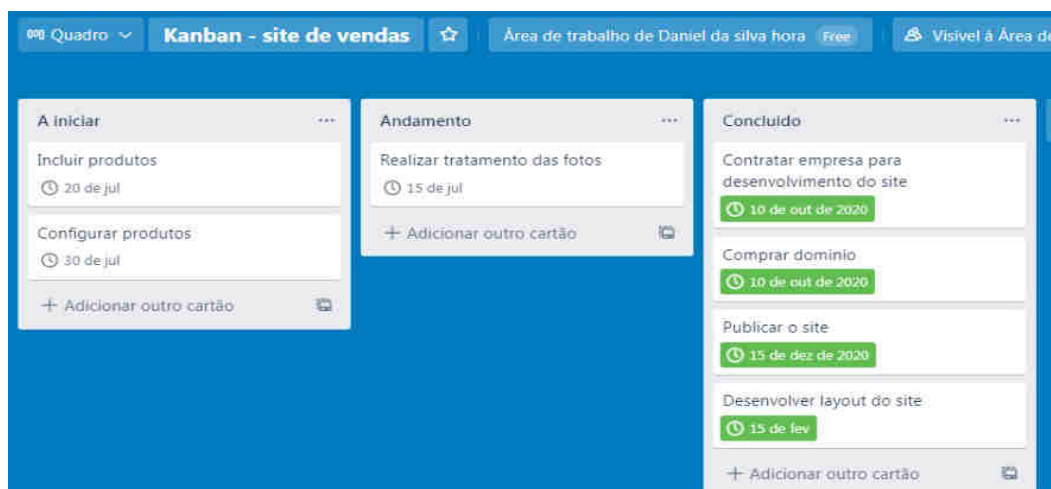 Quadro
Kanban - site de vendas
Área de trabalho de Daniel da silva hora Free
Visível à Área de
A iniciar
Incluir produtos
20 de jul
Configurar produtos
30 de jul
+ Adicionar outro cartão
Andamento
Realizar tratamento das fotos
15 de jul
+ Adicionar outro cartão
Concluido
Contratar empresa para
desenvolvimento do site
10 de out de 2020
Comprar dominio
10 de out de 2020
Publicar o site
15 de dez de 2020
Desenvolver layout do site
15 de fev
+ Adicionar outro cartão